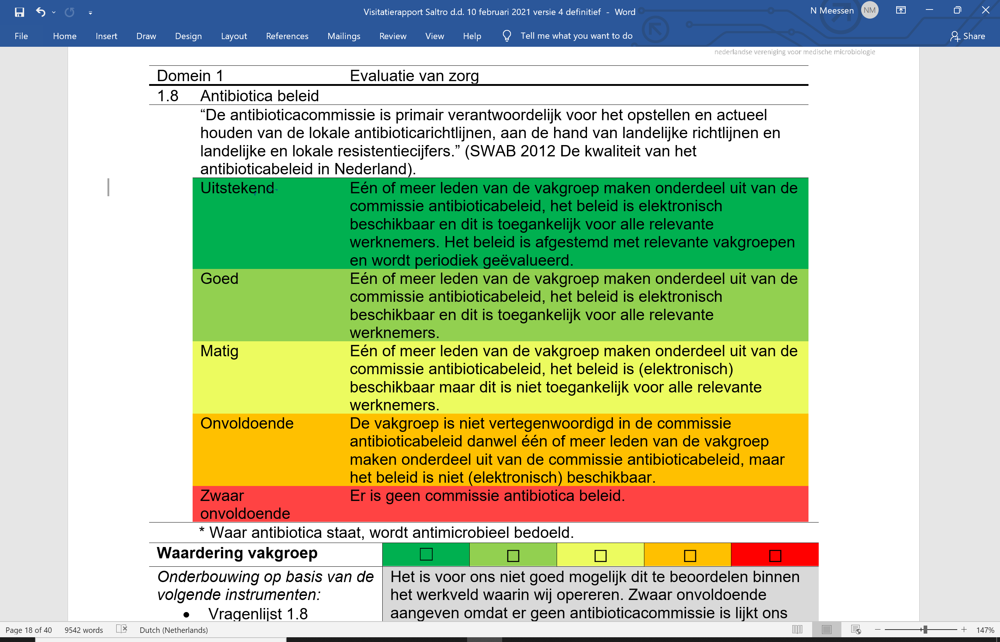 Visitatierapport Saltro d.d. 10 februari 2021 versie 4 definitief - Word
N Meessen NM
File Home Insert Draw Design Layout References Mailings Review View Help Tell me what you want to do Share
nederlandse vereniging voor medische microbiologie
Domein 1 Evaluatie van zorg
1.8 Antibiotica beleid
“De antibioticacommissie is primair verantwoordelijk voor het opstellen en actueel
houden van de lokale antibioticarichtlijnen, aan de hand van landelijke richtlijnen en
landelijke en lokale resistentiecijfers.” (SWAB 2012 De kwaliteit van het
antibioticabeleid in Nederland).
Uitstekend Eén of meer leden van de vakgroep maken onderdeel uit van de
commissie antibioticabeleid, het beleid is elektronisch
beschikbaar en dit is toegankelijk voor alle relevante
werknemers. Het beleid is afgestemd met relevante vakgroepen
en wordt periodiek geëvalueerd.
Goed Eén of meer leden van de vakgroep maken onderdeel uit van de
commissie antibioticabeleid, het beleid is elektronisch
beschikbaar en dit is toegankelijk voor alle relevante
werknemers.
Matig Eén of meer leden van de vakgroep maken onderdeel uit van de
commissie antibioticabeleid, het beleid is (elektronisch)
beschikbaar maar dit is niet toegankelijk voor alle relevante
werknemers.
Onvoldoende De vakgroep is niet vertegenwoordigd in de commissie
antibioticabeleid danwel één of meer leden van de vakgroep
maken onderdeel uit van de commissie antibioticabeleid, maar
het beleid is niet (elektronisch) beschikbaar.
Zwaar Er is geen commissie antibiotica beleid.
onvoldoende
* Waar antibiotica staat, wordt antimicrobieel bedoeld.
Waardering vakgroep ☐ ☐ ☐ ☐ ☐
Onderbouwing op basis van de Het is voor ons niet goed mogelijk dit te beoordelen binnen
volgende instrumenten: het werkveld waarin wij opereren. Zwaar onvoldoende
• Vragenlijst 1.8 aangeven omdat er geen antibioticacommissie is lijkt ons
Page 18 of 40 9542 words Dutch (Netherlands) 147%